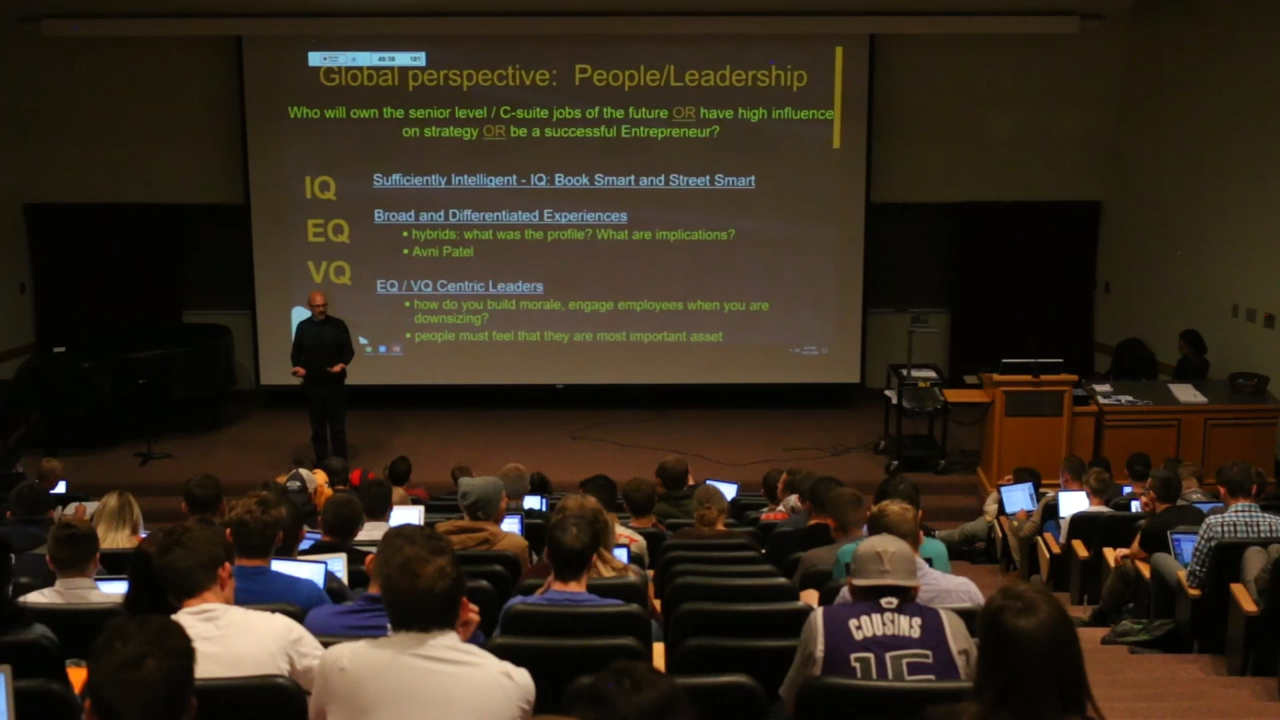 49:38 181
Global perspective: People/Leadership
Who will own the senior level / C-suite jobs of the future OR have high influence
on strategy OR be a successful Entrepreneur?
IQ
Sufficiently Intelligent - IQ: Book Smart and Street Smart
EQ
Broad and Differentiated Experiences
▪ hybrids: what was the profile? What are implications?
▪ Avni Patel
VQ
EQ / VQ Centric Leaders
▪ how do you build morale, engage employees when you are
downsizing?
▪ people must feel that they are most important asset
COUSINS
15